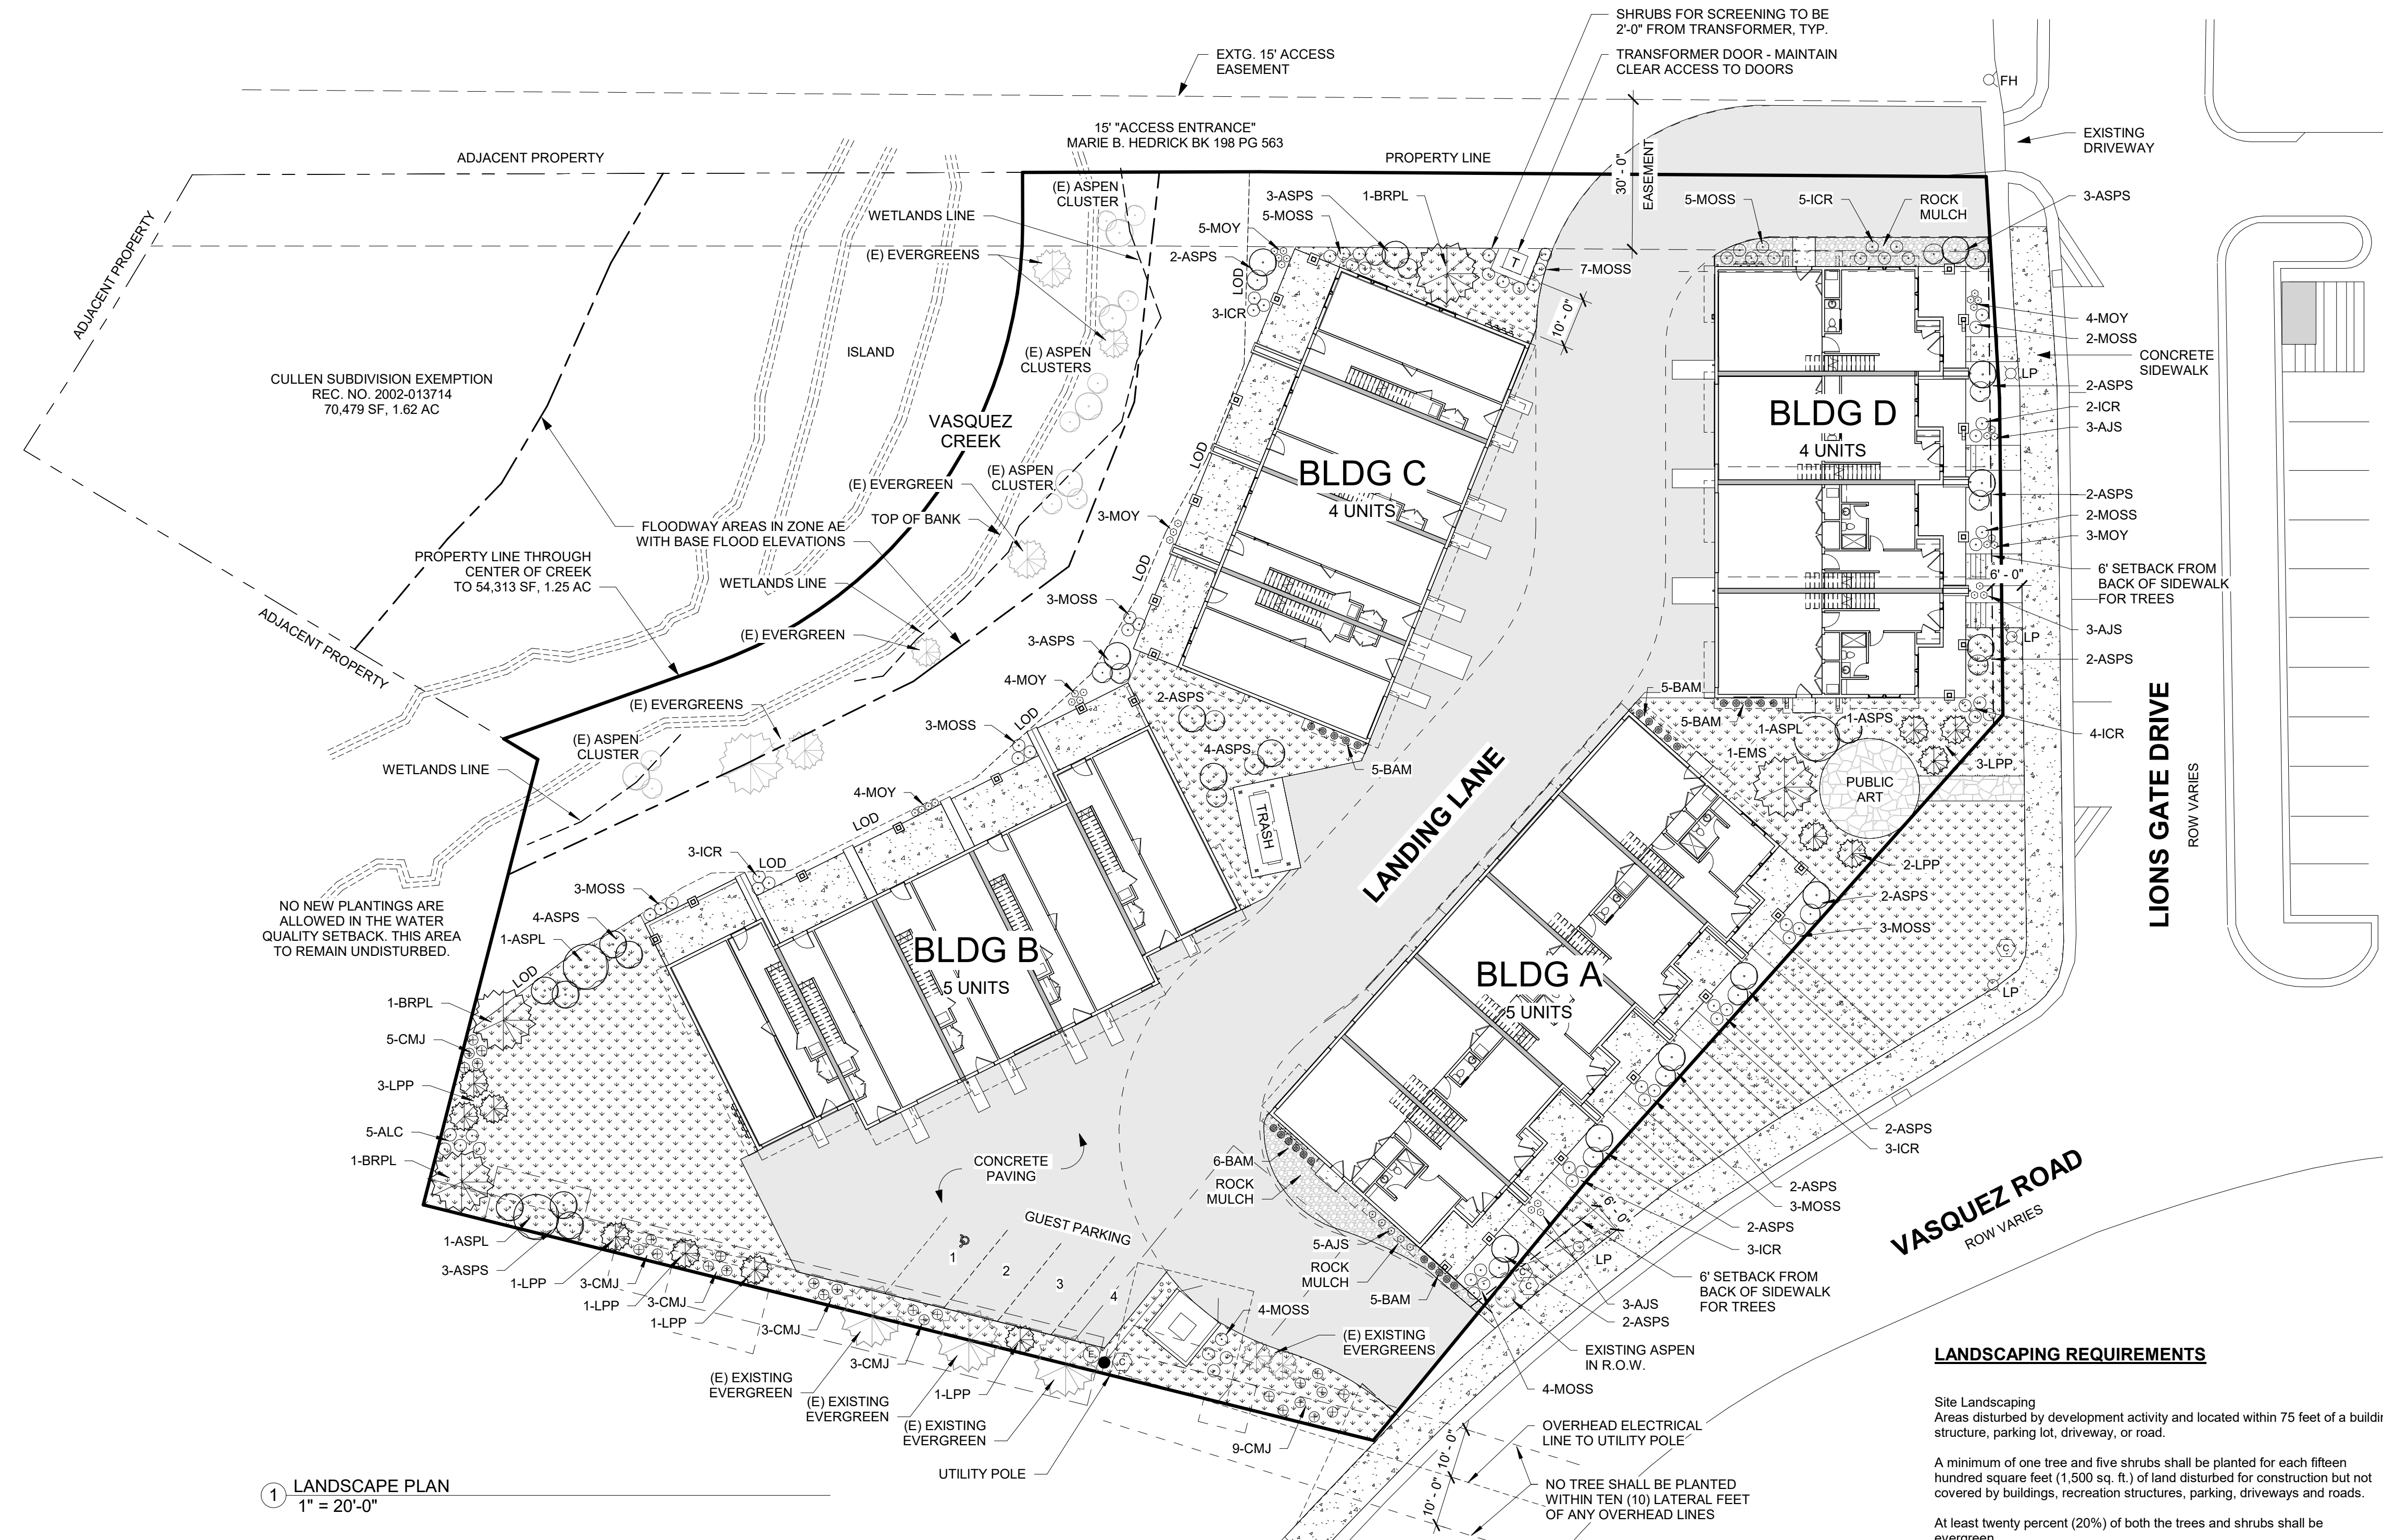 SHRUBS FOR SCREENING TO BE
2'-0" FROM TRANSFORMER, TYP.
TRANSFORMER DOOR - MAINTAIN
CLEAR ACCESS TO DOORS
EXTG. 15' ACCESS
EASEMENT
FH
EXISTING
DRIVEWAY
15' "ACCESS ENTRANCE"
MARIE B. HEDRICK BK 198 PG 563
ADJACENT PROPERTY
PROPERTY LINE
30' - 0"
EASEMENT
ADJACENT PROPERTY
(E) ASPEN
CLUSTER
WETLANDS LINE
(E) EVERGREENS
3-ASPS
5-MOSS
1-BRPL
5-MOY
2-ASPS
LOD
3-ICR
T
7-MOSS
10' - 0"
5-MOSS
5-ICR
ROCK
MULCH
3-ASPS
4-MOY
2-MOSS
CONCRETE
SIDEWALK
LP
2-ASPS
2-ICR
3-AJS
2-ASPS
2-MOSS
3-MOY
6' SETBACK FROM
BACK OF SIDEWALK
FOR TREES
6' - 0"
3-AJS
LP
2-ASPS
4-ICR
ISLAND
(E) ASPEN
CLUSTERS
CULLEN SUBDIVISION EXEMPTION
REC. NO. 2002-013714
70,479 SF, 1.62 AC
VASQUEZ
CREEK
(E) ASPEN
CLUSTER
(E) EVERGREEN
TOP OF BANK
FLOODWAY AREAS IN ZONE AE
WITH BASE FLOOD ELEVATIONS
PROPERTY LINE THROUGH
CENTER OF CREEK
TO 54,313 SF, 1.25 AC
WETLANDS LINE
(E) EVERGREEN
ADJACENT PROPERTY
(E) EVERGREENS
(E) ASPEN
CLUSTER
WETLANDS LINE
BLDG C
4 UNITS
BLDG D
4 UNITS
LOD
3-MOY
LOD
3-MOSS
3-ASPS
4-MOY
2-ASPS
LOD
3-MOSS
4-ASPS
5-BAM
TRASH
4-MOY
LOD
3-ICR
LOD
3-MOSS
5-BAM
5-BAM
1-ASPL
1-ASPS
1-EMS
3-LPP
PUBLIC
ART
2-LPP
2-ASPS
3-MOSS
LANDING LANE
LIONS GATE DRIVE
ROW VARIES
C
LP
NO NEW PLANTINGS ARE
ALLOWED IN THE WATER
QUALITY SETBACK. THIS AREA
TO REMAIN UNDISTURBED.
4-ASPS
1-ASPL
LOD
1-BRPL
5-CMJ
3-LPP
5-ALC
1-BRPL
BLDG B
5 UNITS
BLDG A
5 UNITS
2-ASPS
3-ICR
2-ASPS
3-MOSS
2-ASPS
3-ICR
6' - 0"
LP
6' SETBACK FROM
BACK OF SIDEWALK
FOR TREES
C
C
3-AJS
2-ASPS
EXISTING ASPEN
IN R.O.W.
4-MOSS
VASQUEZ ROAD
ROW VARIES
CONCRETE
PAVING
GUEST PARKING
1
2
3
4
6-BAM
ROCK
MULCH
5-AJS
ROCK
MULCH
5-BAM
4-MOSS
(E) EXISTING
EVERGREENS
1-ASPL
3-ASPS
1-LPP
3-CMJ
1-LPP
3-CMJ
1-LPP
3-CMJ
3-CMJ
(E) EXISTING
EVERGREEN
(E) EXISTING
EVERGREEN
1-LPP
(E) EXISTING
EVERGREEN
E
C
UTILITY POLE
9-CMJ
OVERHEAD ELECTRICAL
LINE TO UTILITY POLE
10' - 0"
10' - 0"
NO TREE SHALL BE PLANTED
WITHIN TEN (10) LATERAL FEET
OF ANY OVERHEAD LINES
1
LANDSCAPE PLAN
1" = 20'-0"
LANDSCAPING REQUIREMENTS
Site Landscaping
Areas disturbed by development activity and located within 75 feet of a buildin
structure, parking lot, driveway, or road.
A minimum of one tree and five shrubs shall be planted for each fifteen
hundred square feet (1,500 sq. ft.) of land disturbed for construction but not
covered by buildings, recreation structures, parking, driveways and roads.
At least twenty percent (20%) of both the trees and shrubs shall be
evergreen